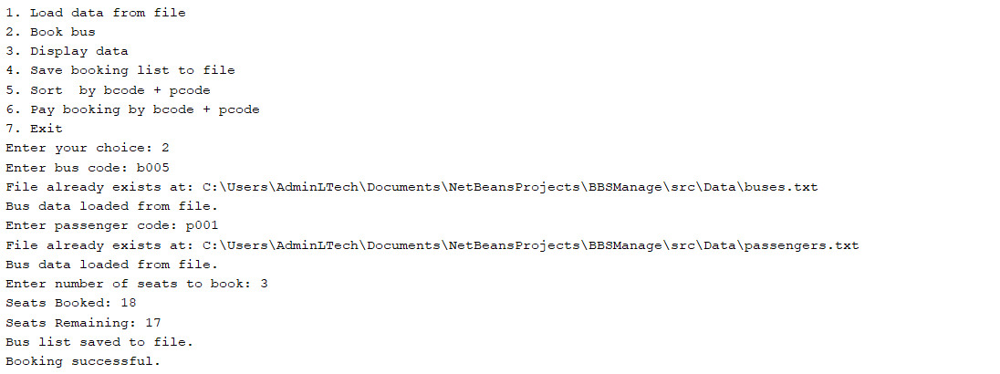 1. Load data from file
2. Book bus
3. Display data
4. Save booking list to file
5. Sort  by bcode + pcode
6. Pay booking by bcode + pcode
7. Exit
Enter your choice: 2
Enter bus code: b005
File already exists at: C:\Users\AdminLTech\Documents\NetBeansProjects\BBSManage\src\Data\buses.txt
Bus data loaded from file.
Enter passenger code: p001
File already exists at: C:\Users\AdminLTech\Documents\NetBeansProjects\BBSManage\src\Data\passengers.txt
Bus data loaded from file.
Enter number of seats to book: 3
Seats Booked: 18
Seats Remaining: 17
Bus list saved to file.
Booking successful.